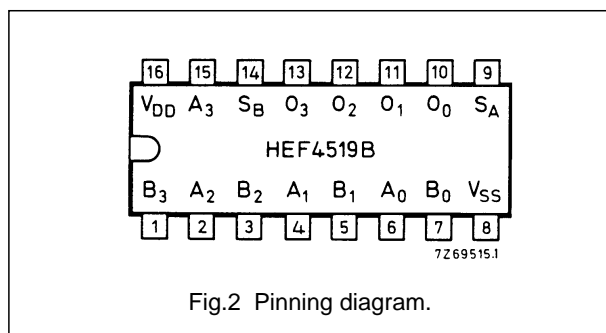 16 15 14 13 12 11 10 9
VDD A3 SB O3 O2 O1 O0 SA
HEF4519B
B3 A2 B2 A1 B1 A0 B0 VSS
1 2 3 4 5 6 7 8
7Z69515.1
Fig.2 Pinning diagram.